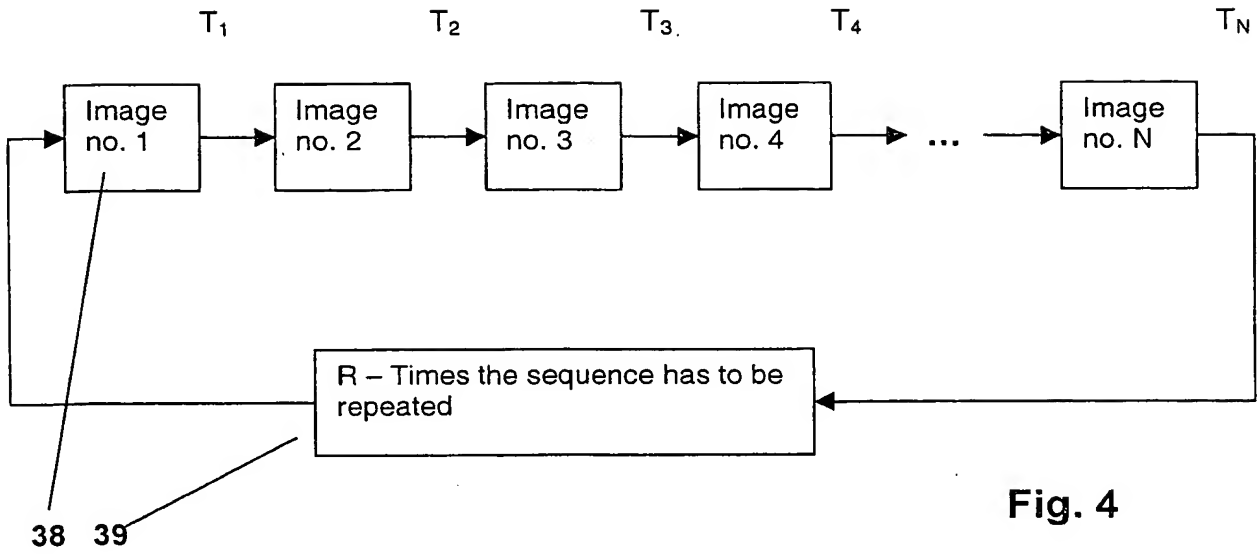 T₁ T₂ T₃ T₄ T_N
Image no. 1
Image no. 2
Image no. 3
Image no. 4
...
Image no. N
R – Times the sequence has to be
repeated
Fig. 4
38 39